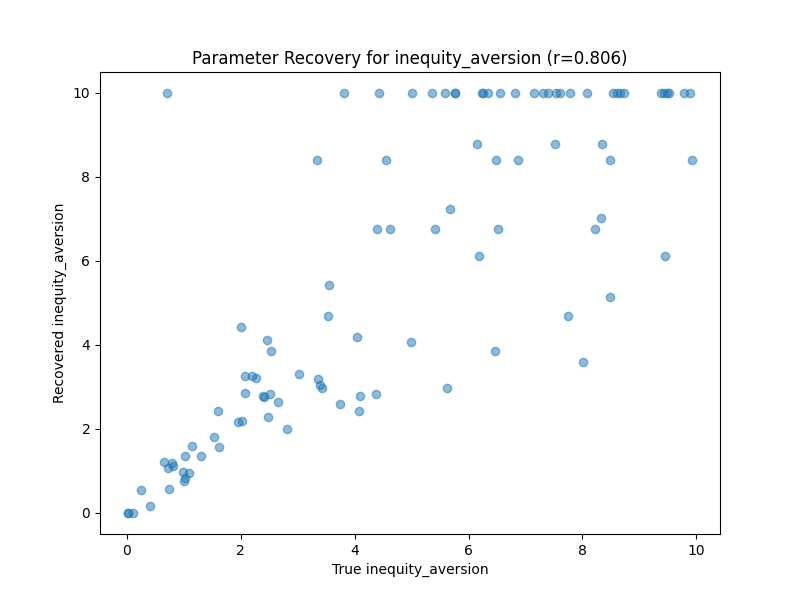 Parameter Recovery for inequity_aversion (r=0.806)
Recovered inequity_aversion
10
8
6
4
2
0
0 2 4 6 8 10
True inequity_aversion